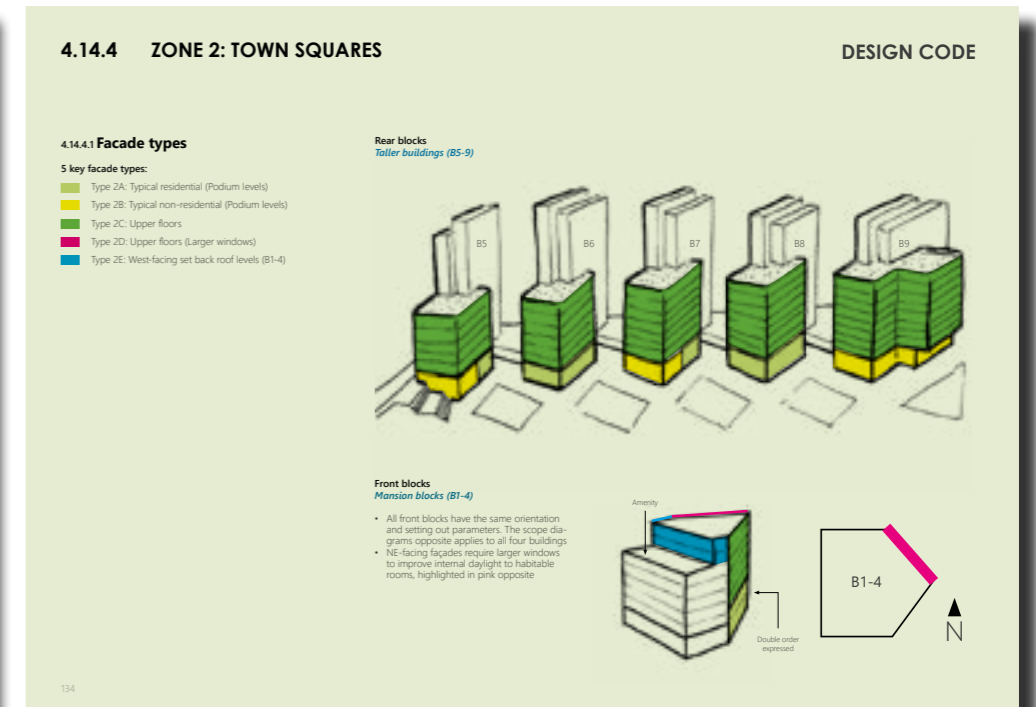 4.14.4 ZONE 2: TOWN SQUARES
DESIGN CODE
4.14.4.1 Facade types
5 key facade types:
Type 2A: Typical residential (Podium levels)
Type 2B: Typical non-residential (Podium levels)
Type 2C: Upper floors
Type 2D: Upper floors (Larger windows)
Type 2E: West-facing set back roof levels (B1-4)
Rear blocks
Taller buildings (B5-9)
B5
B6
B7
B8
B9
Front blocks
Mansion blocks (B1-4)
• All front blocks have the same orientation
and setting out parameters. The scope dia-
grams opposite applies to all four buildings
• NE-facing façades require larger windows
to improve internal daylight to habitable
rooms, highlighted in pink opposite
Amenity
Double order
expressed
B1-4
N
134